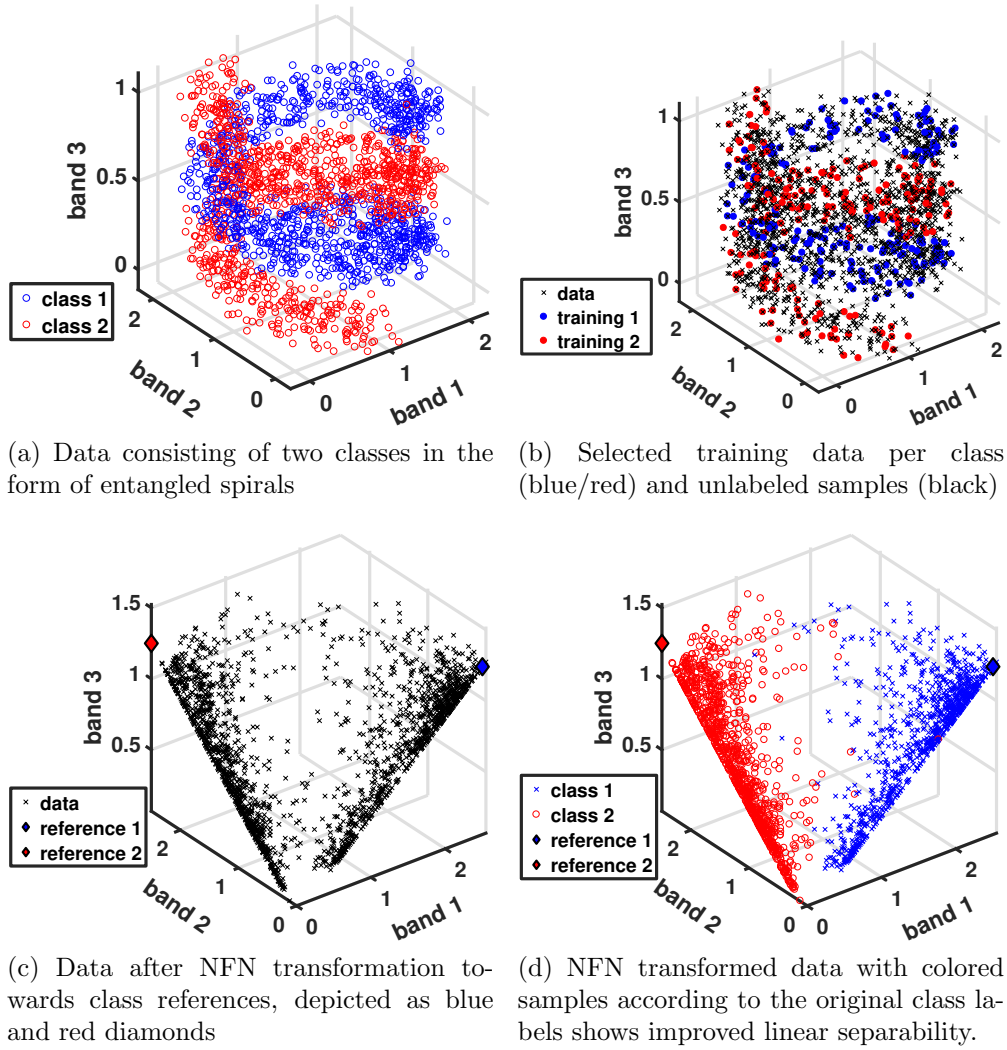 1
0.5
0
band 3
class 1
class 2
2
1
0
band 2
0
1
2
band 1
1
0.5
0
band 3
data
training 1
training 2
2
1
0
band 2
0
1
2
band 1
(a) Data consisting of two classes in the
form of entangled spirals
(b) Selected training data per class
(blue/red) and unlabeled samples (black)
1.5
1
0.5
band 3
data
reference 1
reference 2
2
1
0
band 2
0
1
2
band 1
1.5
1
0.5
band 3
class 1
class 2
reference 1
reference 2
2
1
0
band 2
0
1
2
band 1
(c) Data after NFN transformation to-
wards class references, depicted as blue
and red diamonds
(d) NFN transformed data with colored
samples according to the original class la-
bels shows improved linear separability.